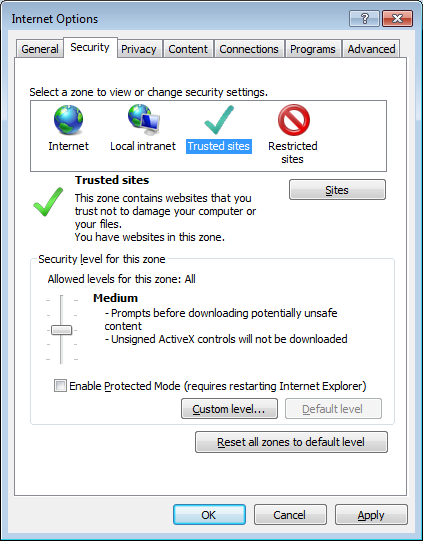 Internet Options
?
General Security Privacy Content Connections Programs Advanced
Select a zone to view or change security settings.
Internet Local intranet Trusted sites Restricted
sites
Trusted sites
Sites
This zone contains websites that you
trust not to damage your computer or
your files.
You have websites in this zone.
Security level for this zone
Allowed levels for this zone: All
Medium
- Prompts before downloading potentially unsafe
content
- Unsigned ActiveX controls will not be downloaded
Enable Protected Mode (requires restarting Internet Explorer)
Custom level... Default level
Reset all zones to default level
OK Cancel Apply